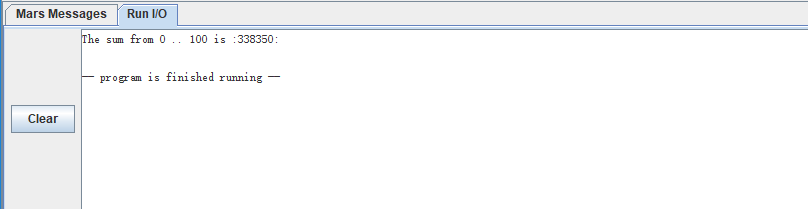 Mars Messages Run I/O
The sum from 0 .. 100 is :338350:
— program is finished running —
Clear